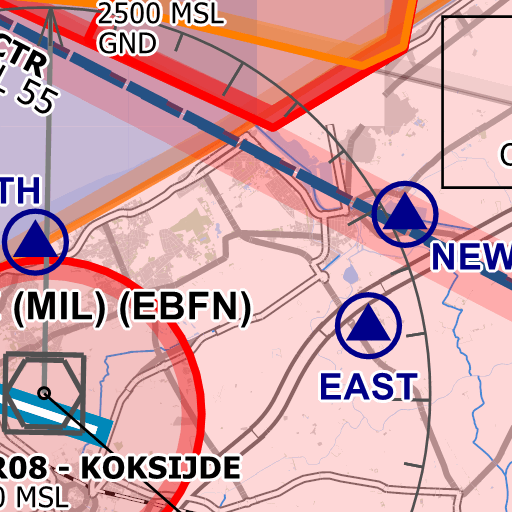 2500 MSL
GND
CTR
L 55
TH
NEW
(MIL) (EBFN)
EAST
R08 - KOKSIJDE
0 MSL